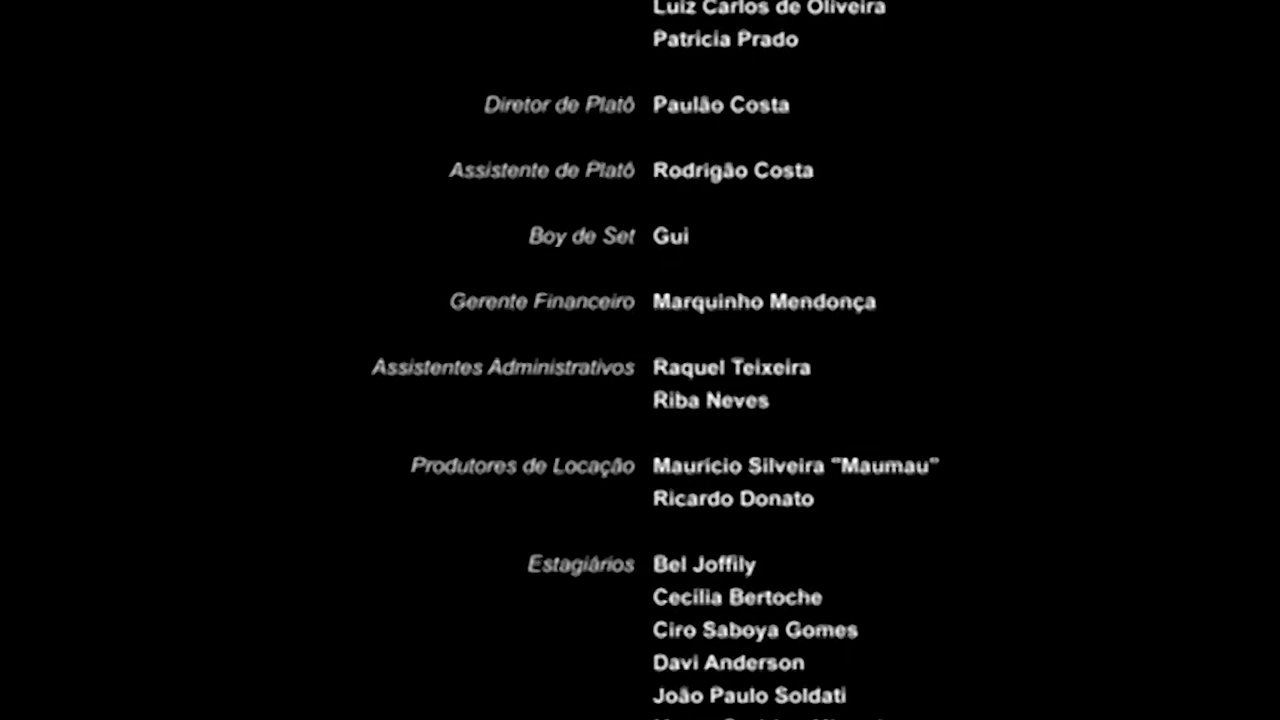 Luiz Carlos de Oliveira
Patricia Prado
Diretor de Platô Paulão Costa
Assistente de Platô Rodrigão Costa
Boy de Set Gui
Gerente Financeiro Marquinho Mendonça
Assistentes Administrativos Raquel Teixeira
Riba Neves
Produtores de Locação Mauricio Silveira "Maumau"
Ricardo Donato
Estagiários Bel Joffily
Cecília Bertoche
Ciro Saboya Gomes
Davi Anderson
João Paulo Soldati